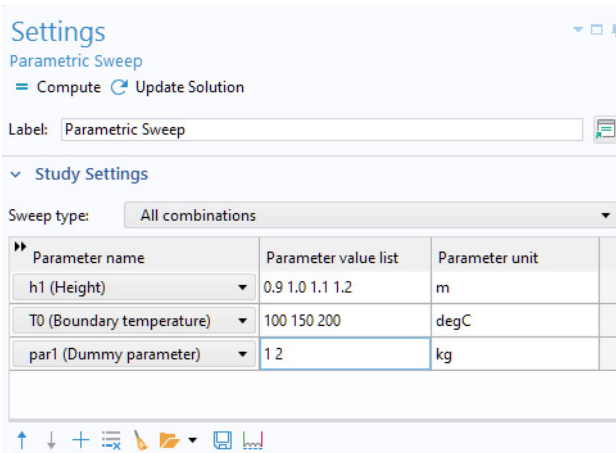 Settings
Parametric Sweep
= Compute Update Solution
Label: Parametric Sweep
Study Settings
Sweep type: All combinations
Parameter name Parameter value list Parameter unit
h1 (Height) 0.9 1.0 1.1 1.2 m
T0 (Boundary temperature) 100 150 200 degC
par1 (Dummy parameter) 1 2 kg